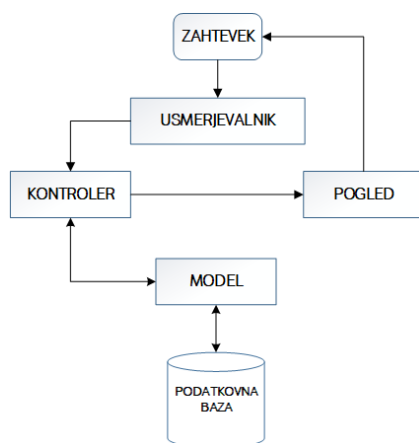 ZAHTEVEK
USMERJEVALNIK
KONTROLER
POGLED
MODEL
PODATKOVNA
BAZA